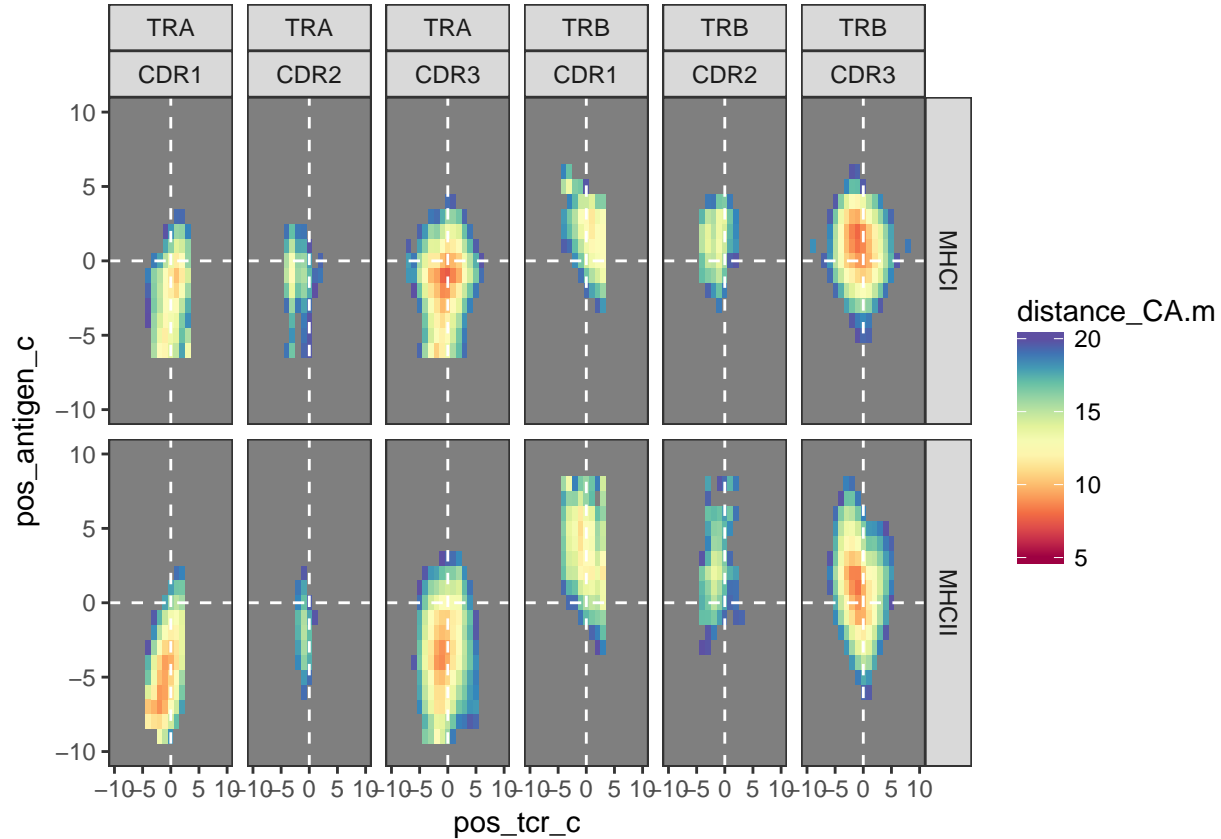 TRA TRA TRA TRB TRB TRB
CDR1 CDR2 CDR3 CDR1 CDR2 CDR3
10
5
0
−5
−10
MHCI
10
5
0
−5
−10
MHCII
pos_antigen_c
−10 −5 0 5 10 −10 −5 0 5 10 −10 −5 0 5 10 −10 −5 0 5 10 −10 −5 0 5 10 −10 −5 0 5 10
pos_tcr_c
distance_CA.m
20
15
10
5